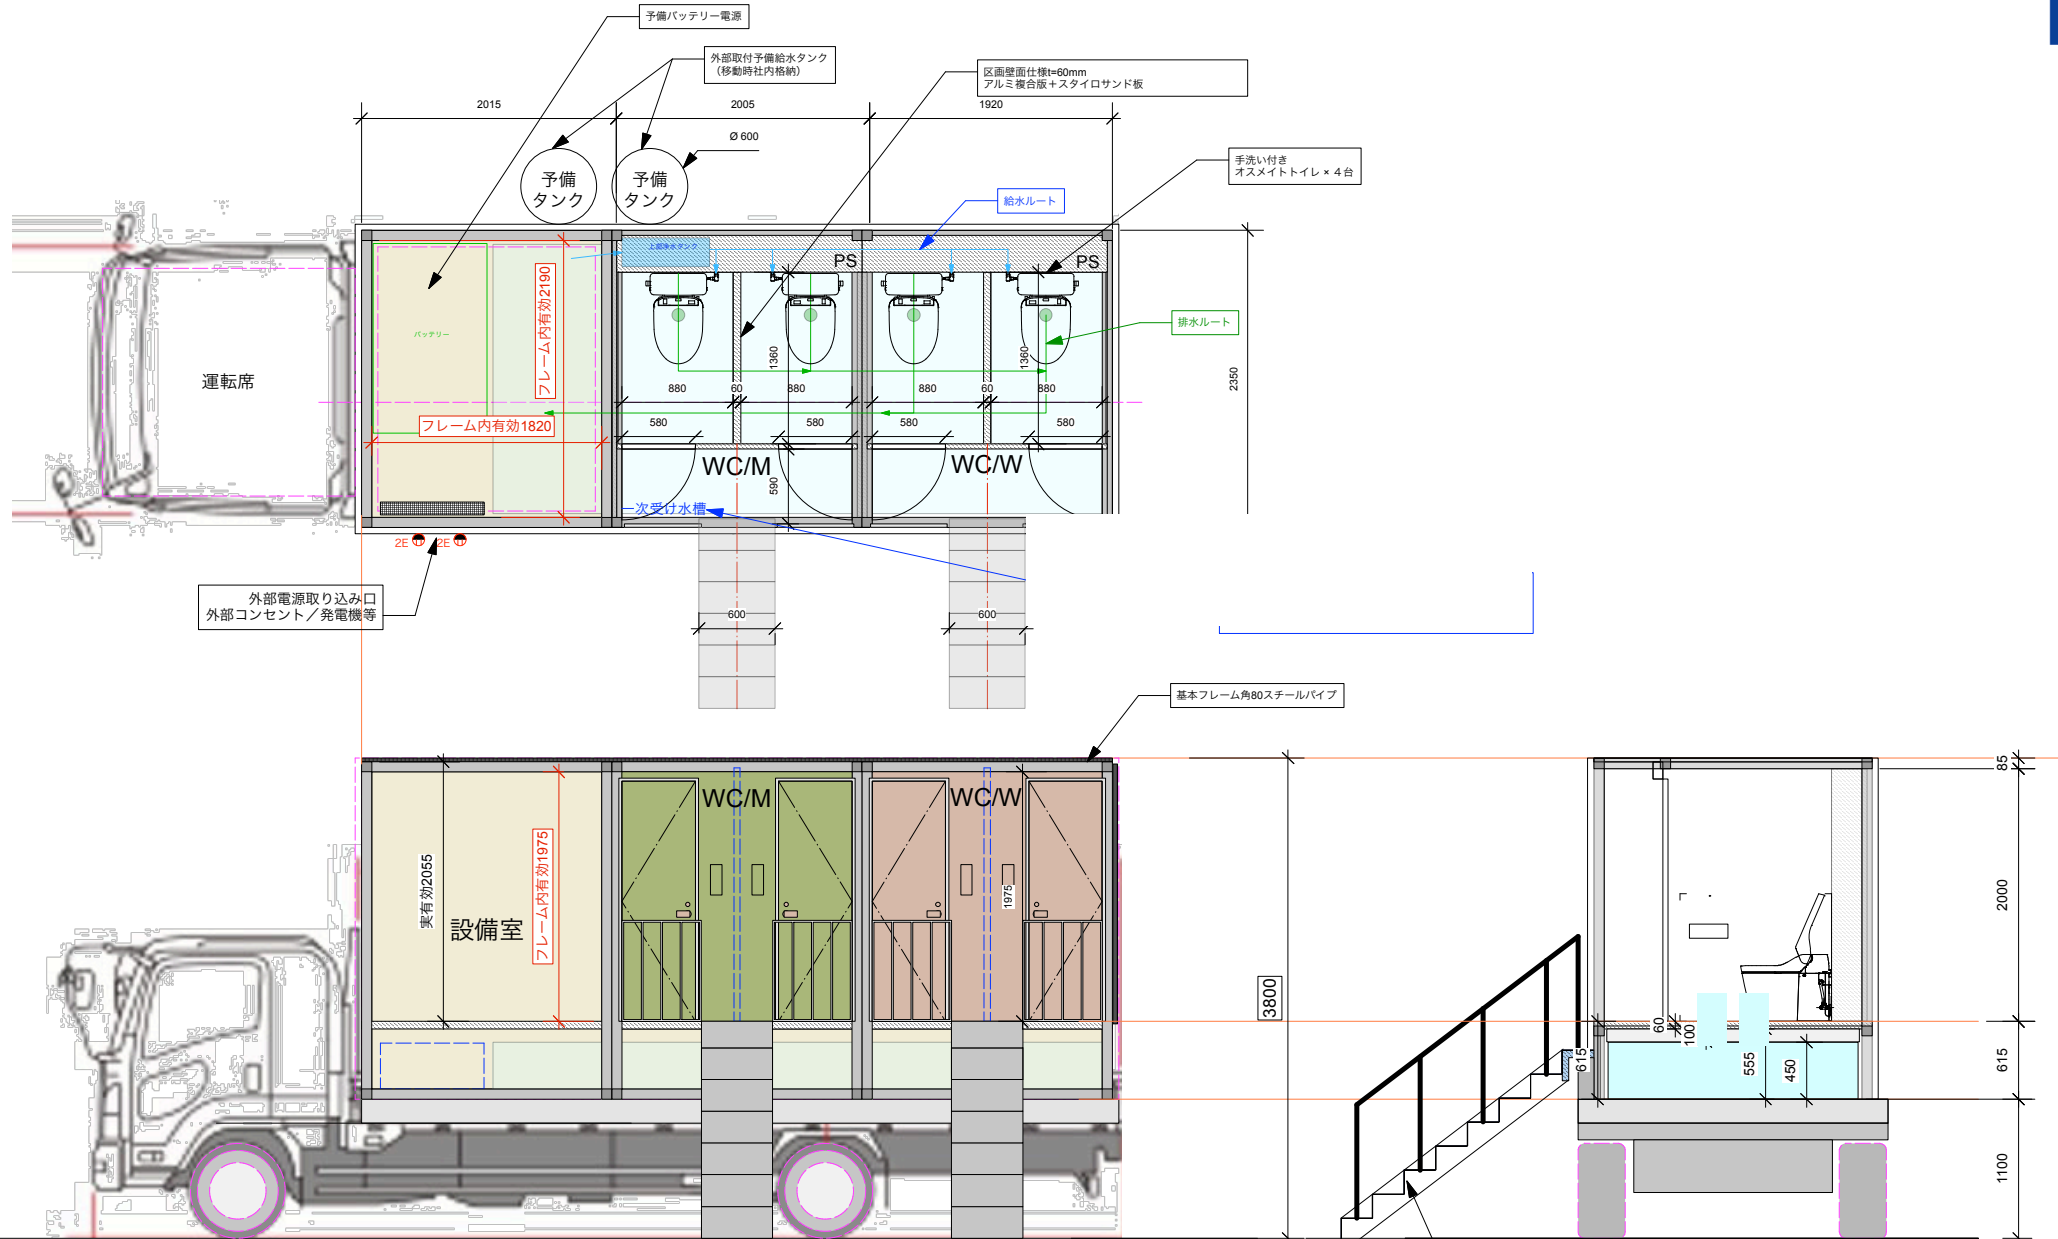 予備バッテリー電源
外部取付予備給水タンク
（移動時社内格納）
区画壁面仕様t=60mm
アルミ複合版＋スタイロサンド板
2015
2005
1920
Ø 600
手洗い付き
オスメイトトイレ × 4台
予備
タンク
予備
タンク
給水ルート
上部浄水タンク
PS
PS
フレーム内有効2190
バッテリー
排水ルート
運転席
1360
1360
2350
880
60
880
880
60
880
フレーム内有効1820
580
580
580
580
WC/M
WC/W
590
一次受け水槽
2E
2E
外部電源取り込み口
外部コンセント／発電機等
600
600
基本フレーム角80スチールパイプ
WC/M
WC/W
実有効2055
フレーム内有効1975
1975
設備室
3800
85
2000
60
100
615
555
450
615
1100